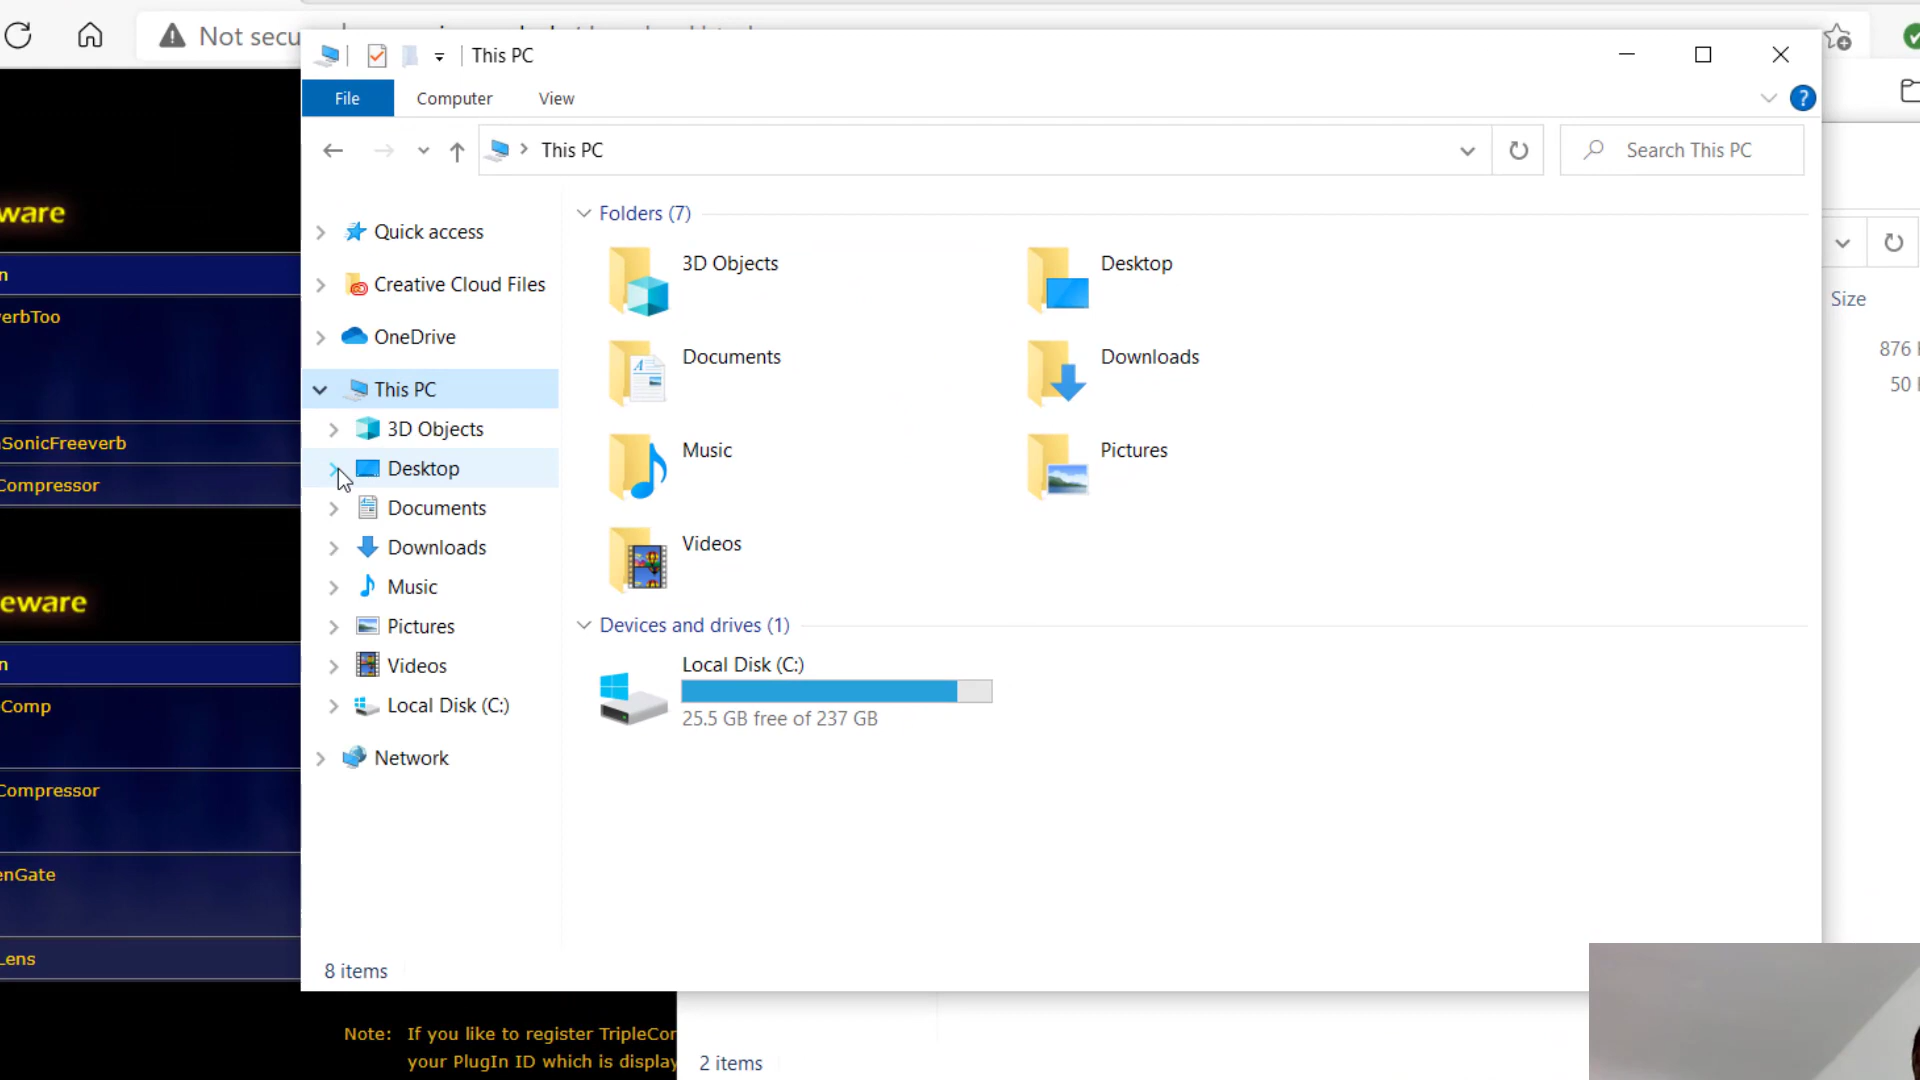 Not secu
This PC
File
Computer
View
This PC
Search This PC
Quick access
Creative Cloud Files
OneDrive
This PC
3D Objects
Desktop
Documents
Downloads
Music
Pictures
Videos
Local Disk (C:)
Network
Folders (7)
3D Objects
Desktop
Documents
Downloads
Music
Pictures
Videos
Devices and drives (1)
Local Disk (C:)
25.5 GB free of 237 GB
8 items
ware
n
erbToo
SonicFreeverb
Compressor
eware
n
Comp
Compressor
enGate
Lens
Note: If you like to register TripleCor
your PlugIn ID which is display
2 items
Size
876
50